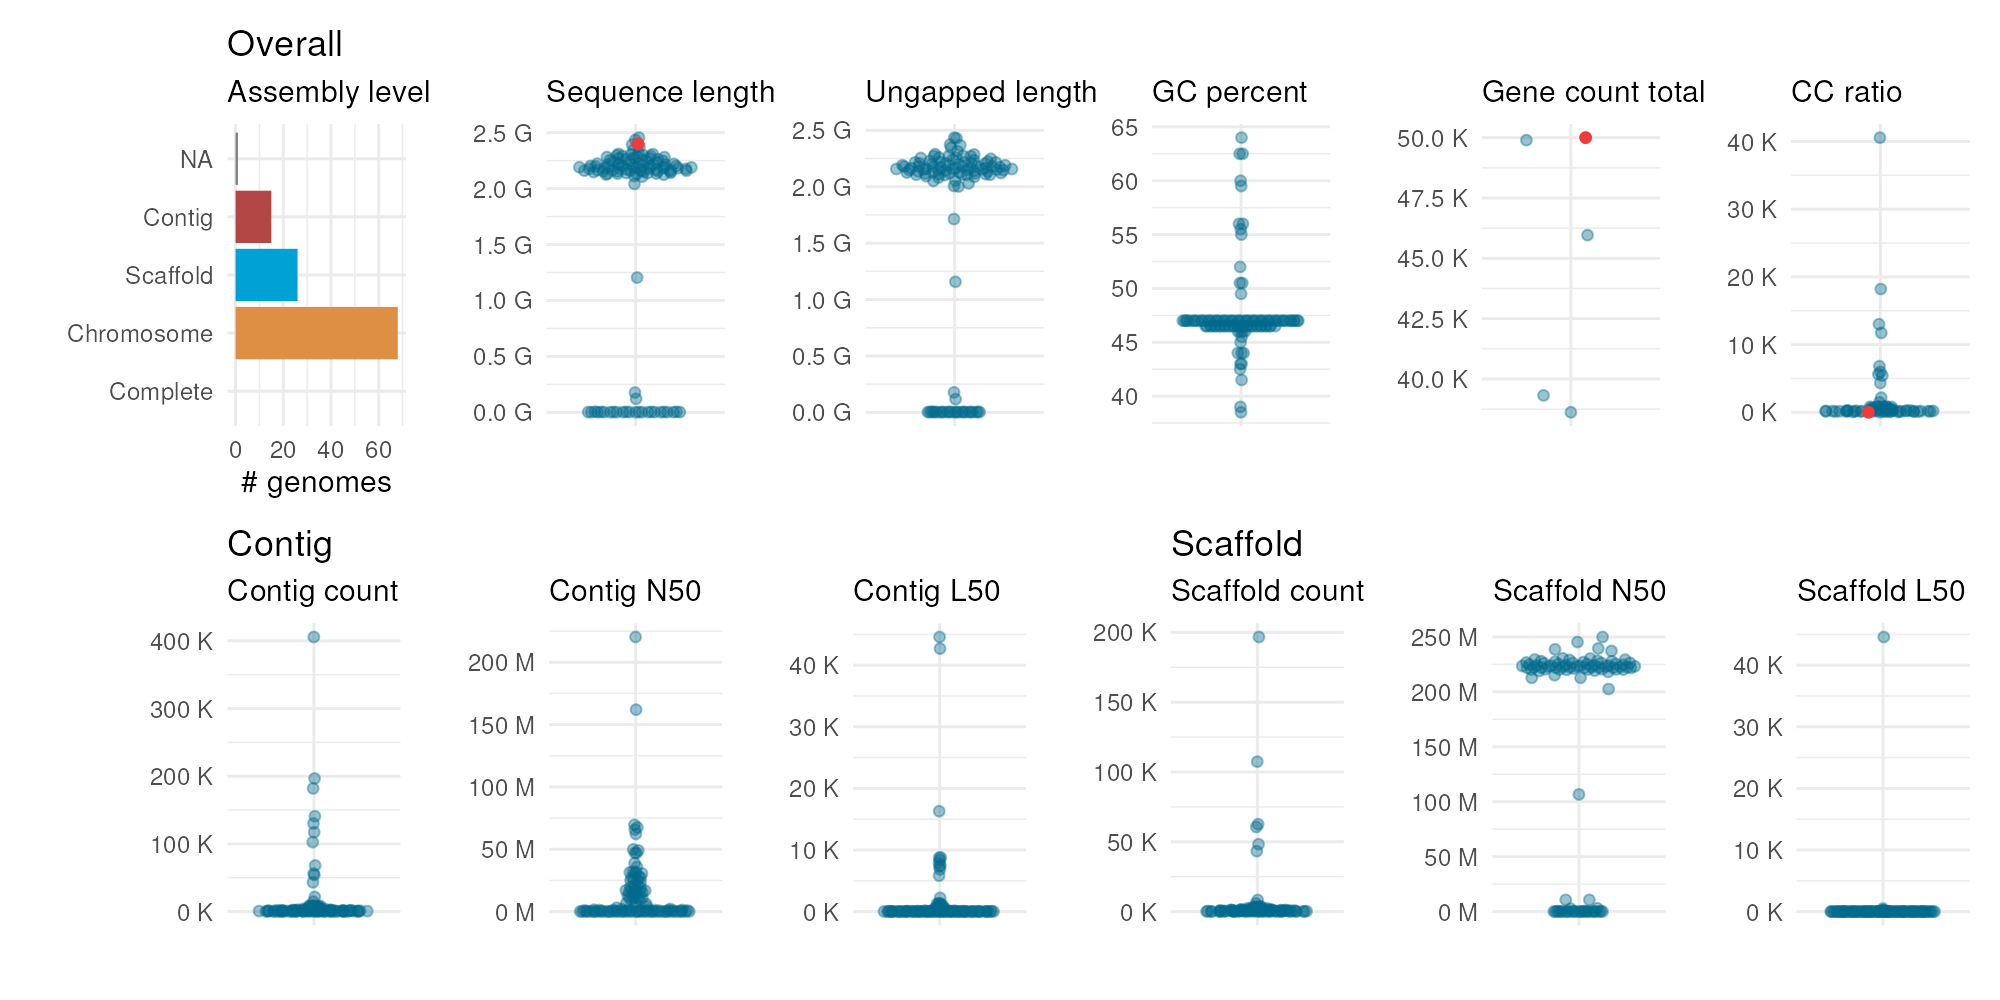 Overall
Assembly level
NA
Contig
Scaffold
Chromosome
Complete
0 20 40 60
# genomes
Sequence length
2.5 G
2.0 G
1.5 G
1.0 G
0.5 G
0.0 G
Ungapped length
2.5 G
2.0 G
1.5 G
1.0 G
0.5 G
0.0 G
GC percent
65
60
55
50
45
40
Gene count total
50.0 K
47.5 K
45.0 K
42.5 K
40.0 K
CC ratio
40 K
30 K
20 K
10 K
0 K
Contig
Contig count
400 K
300 K
200 K
100 K
0 K
Contig N50
200 M
150 M
100 M
50 M
0 M
Contig L50
40 K
30 K
20 K
10 K
0 K
Scaffold
Scaffold count
200 K
150 K
100 K
50 K
0 K
Scaffold N50
250 M
200 M
150 M
100 M
50 M
0 M
Scaffold L50
40 K
30 K
20 K
10 K
0 K